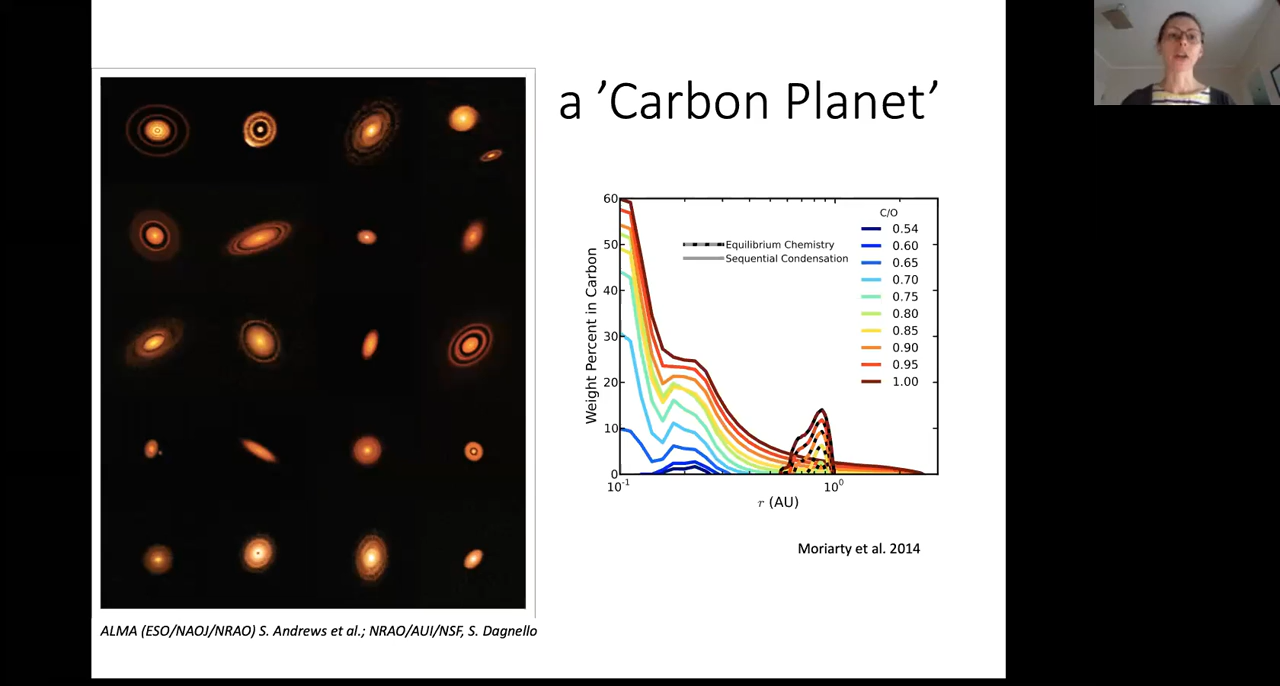 a ’Carbon Planet’
60
50
40
30
20
10
0
Weight Percent in Carbon
Equilibrium Chemistry
Sequential Condensation
C/O
0.54
0.60
0.65
0.70
0.75
0.80
0.85
0.90
0.95
1.00
10⁻¹
10⁰
r (AU)
Moriarty et al. 2014
ALMA (ESO/NAOJ/NRAO) S. Andrews et al.; NRAO/AUI/NSF, S. Dagnello